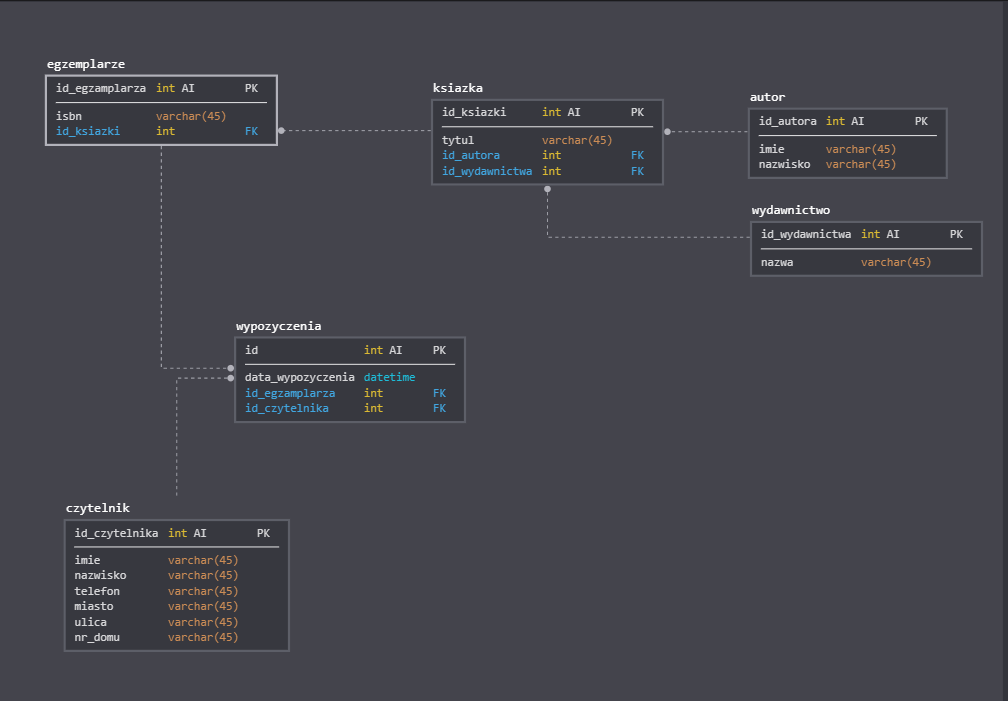 egzemplarze
id_egzamplarza int AI PK
isbn varchar(45)
id_ksiazki int FK
ksiazka
id_ksiazki int AI PK
tytul varchar(45)
id_autora int FK
id_wydawnictwa int FK
autor
id_autora int AI PK
imie varchar(45)
nazwisko varchar(45)
wydawnictwo
id_wydawnictwa int AI PK
nazwa varchar(45)
wypozyczenia
id int AI PK
data_wypozyczenia datetime
id_egzamplarza int FK
id_czytelnika int FK
czytelnik
id_czytelnika int AI PK
imie varchar(45)
nazwisko varchar(45)
telefon varchar(45)
miasto varchar(45)
ulica varchar(45)
nr_domu varchar(45)